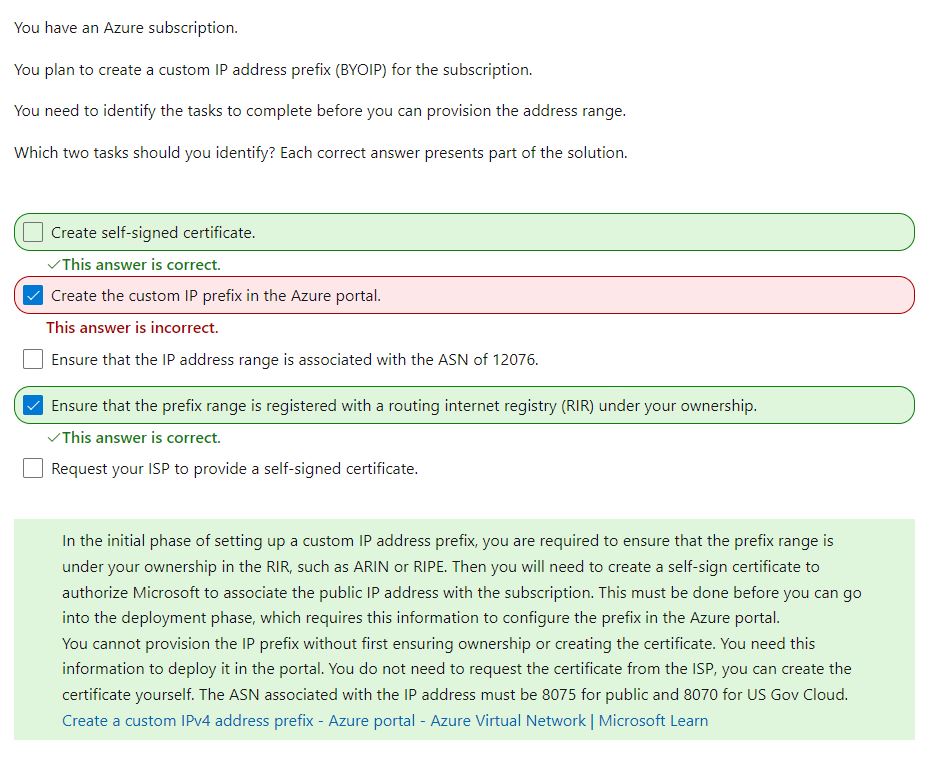 You have an Azure subscription.
You plan to create a custom IP address prefix (BYOIP) for the subscription.
You need to identify the tasks to complete before you can provision the address range.
Which two tasks should you identify? Each correct answer presents part of the solution.
Create self-signed certificate.
This answer is correct.
Create the custom IP prefix in the Azure portal.
This answer is incorrect.
Ensure that the IP address range is associated with the ASN of 12076.
Ensure that the prefix range is registered with a routing internet registry (RIR) under your ownership.
This answer is correct.
Request your ISP to provide a self-signed certificate.
In the initial phase of setting up a custom IP address prefix, you are required to ensure that the prefix range is
under your ownership in the RIR, such as ARIN or RIPE. Then you will need to create a self-sign certificate to
authorize Microsoft to associate the public IP address with the subscription. This must be done before you can go
into the deployment phase, which requires this information to configure the prefix in the Azure portal.
You cannot provision the IP prefix without first ensuring ownership or creating the certificate. You need this
information to deploy it in the portal. You do not need to request the certificate from the ISP, you can create the
certificate yourself. The ASN associated with the IP address must be 8075 for public and 8070 for US Gov Cloud.
Create a custom IPv4 address prefix - Azure portal - Azure Virtual Network | Microsoft Learn